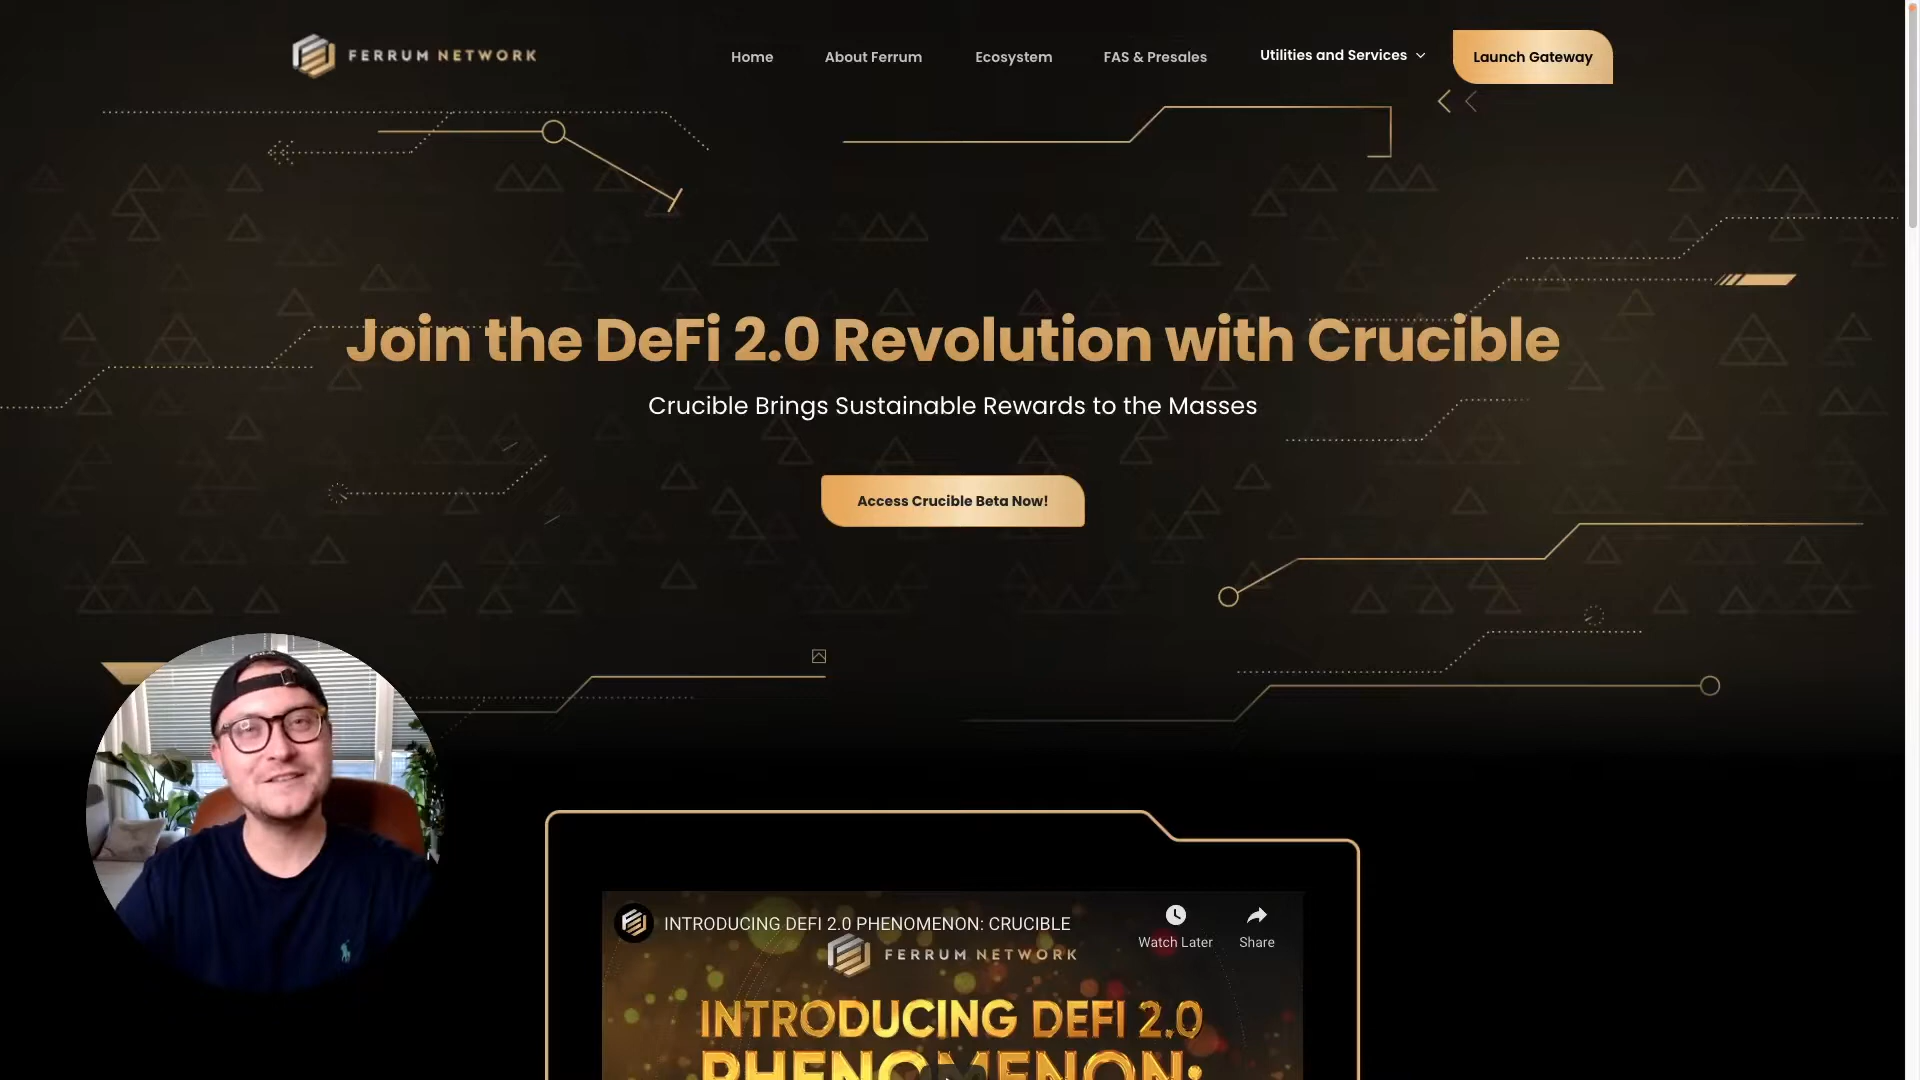 FERRUM NETWORK
Home
About Ferrum
Ecosystem
FAS & Presales
Utilities and Services
Launch Gateway
Join the DeFi 2.0 Revolution with Crucible
Crucible Brings Sustainable Rewards to the Masses
Access Crucible Beta Now!
INTRODUCING DEFI 2.0 PHENOMENON: CRUCIBLE
Watch Later
Share
FERRUM NETWORK
INTRODUCING DEFI 2.0
PHENOMENON: